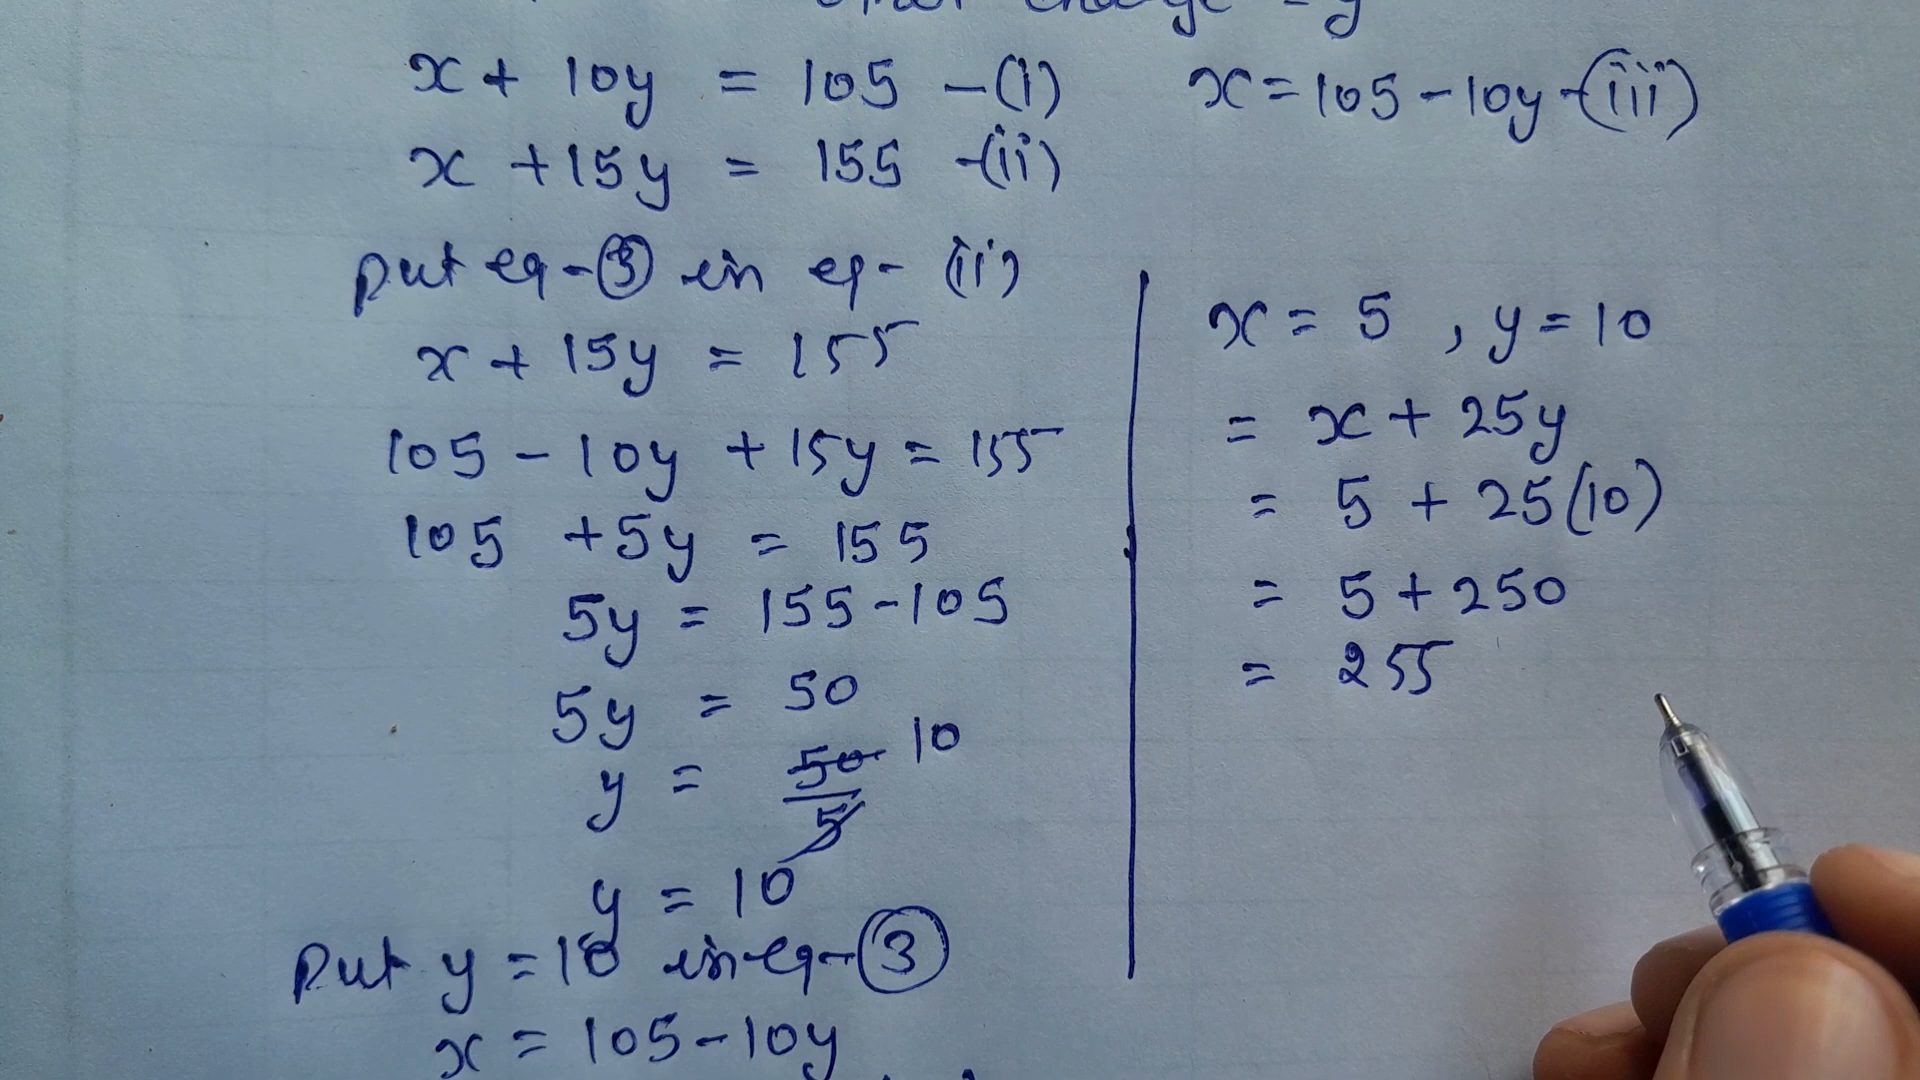 change = y
x + 10y = 105 - (i)
x = 105 - 10y - (iii)
x + 15y = 155 - (ii)
put eq - 3 in eq - (ii)
x + 15y = 155
105 - 10y + 15y = 155
105 + 5y = 155
5y = 155 - 105
5y = 50
y = 50/5 10
y = 10
Put y = 10 in eq - 3
x = 105 - 10y
x = 5 , y = 10
= x + 25y
= 5 + 25(10)
= 5 + 250
= 255